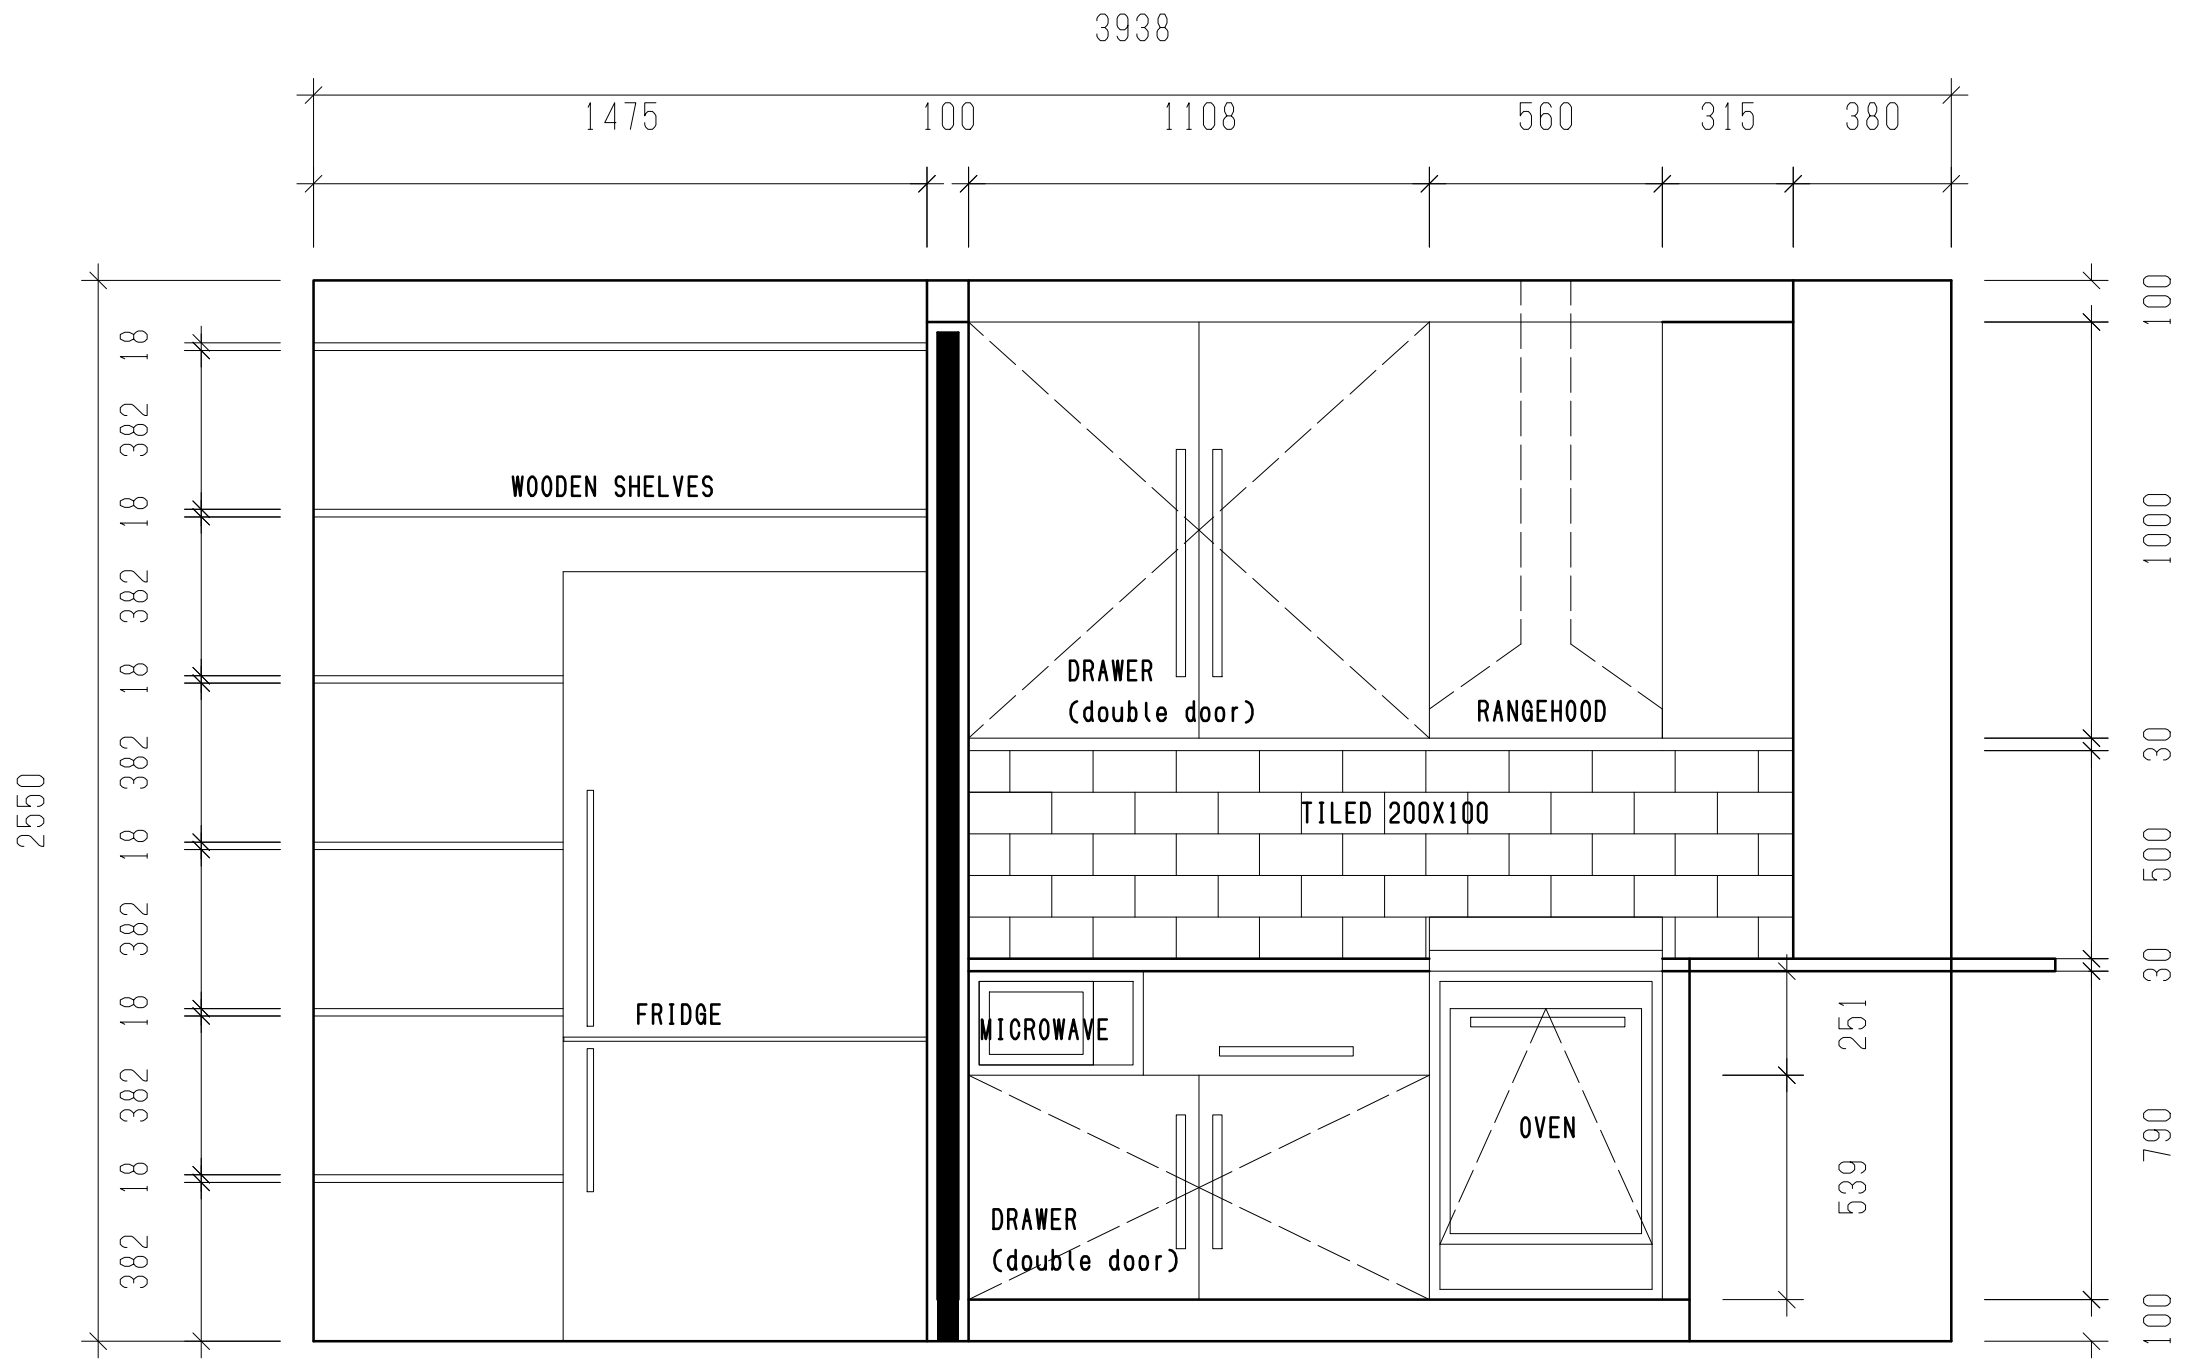 3938
1475 100 1108 560 315 380
100
18
382
1000
WOODEN SHELVES
18
382
DRAWER
(double door)
RANGEHOOD
18
30
382
2550
TILED 200X100
18
500
382
30
FRIDGE
MICROWAVE
18
251
382
OVEN
790
18
539
DRAWER
(double door)
382
100